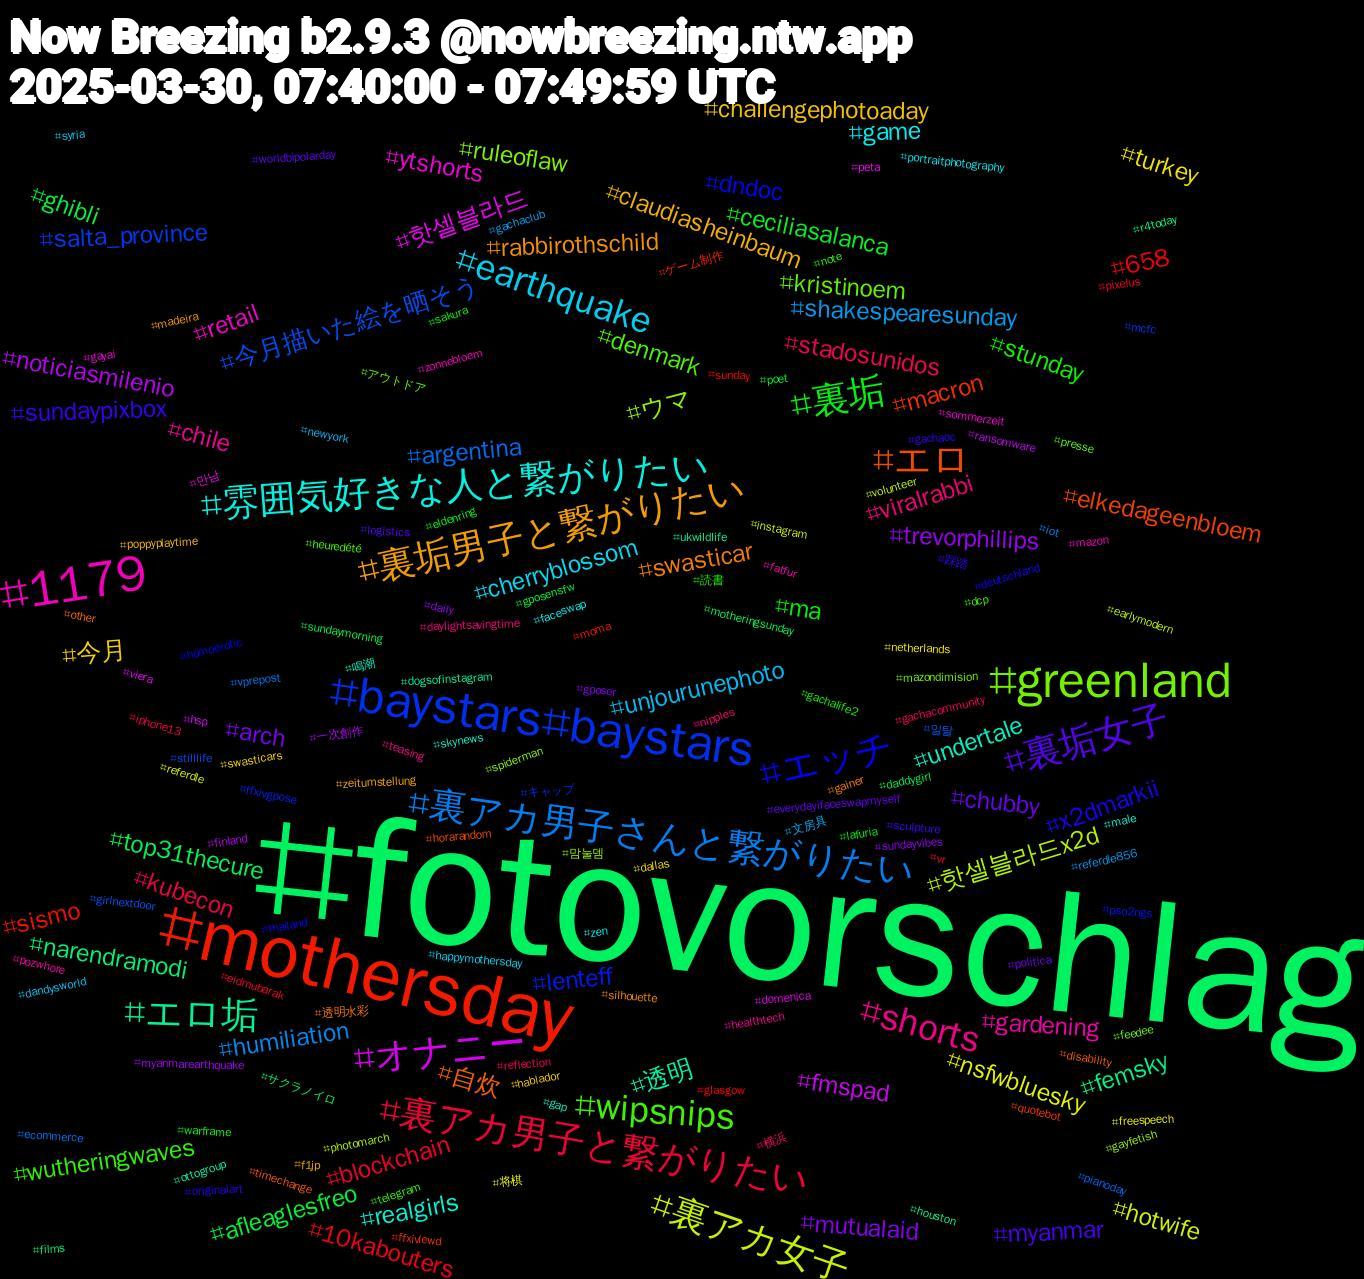 Now Breezing b2.9.3 @nowbreezing.ntw.app
2025-03-30, 07:40:00 - 07:49:59 UTC
#challengephotoaday
#worldbipolarday
#peta
#syria
#ruleoflaw
#game
#portraitphotography
#turkey
#ytshorts
#dndoc
#ghibli
#핫셀블라드
#claudiasheinbaum
#ceciliasalanca
#salta_province
#gachaclub
#rabbirothschild
#r4today
#658
#ゲーム制作
#note
#pixelus
#earthquake
#kristinoem
#今月描いた絵を晒そう
#shakespearesunday
#madeira
#sakura
#mcfc
#retail
#gayai
#zonnebloem
#denmark
#stadosunidos
#stunday
#noticiasmilenio
#poet
#アウトドア
#sunday
#macron
#裏垢
#ウマ
#sundaypixbox
#sommerzeit
#newyork
#chile
#argentina
#gachaoc
#presse
#ransomware
#만남
#エロ
#雰囲気好きな人と繋がりたい
#viralrabbi
#logistics
#volunteer
#eldenring
#iot
#1179
#裏垢男子と繋がりたい
#elkedageenbloem
#instagram
#poppyplaytime
#ukwildlife
#mazon
#heuredété
#trevorphillips
#swasticar
#cherryblossom
#読書
#deutschland
#fatfur
#gposensfw
#faceswap
#dcp
#daily
#other
#ma
#motheringsunday
#earlymodern
#sundaymorning
#moma
#daylightsavingtime
#今月
#unjourunephoto
#netherlands
#鳴潮
#humoerotic
#greenland
#baystars#baystars
#dogsofinstagram
#mazondimision
#viera
#gposer
#vprepost
#エッチ
#裏垢女子
#undertale
#skynews
#일탈
#gachalife2
#iphone13
#nipples
#gachacommunity
#hsp
#一次創作
#x2dmarkii
#stilllife
#teasing
#swasticars
#lenteff
#arch
#chubby
#everydayifaceswapmyself
#キャップ
#referdle
#spiderman
#裏アカ男子さんと繋がりたい
#male
#ffxivgpose
#zeitumstellung
#gainer
#文房具
#pso2ngs
#daddygirl
#핫셀블라드x2d
#dandysworld
#happymothersday
#zen
#dallas
#맘눌뎀
#referdle856
#finland
#lafuria
#sculpture
#girlnextdoor
#horarandom
#sundayvibes
#vr
#top31thecure
#kubecon
#fotovorschlag
#thailand
#politica
#pozwhole
#eidmubarak
#sismo
#mothersday
#wipsnips
#silhouette
#narendramodi
#透明水彩
#domenica
#healthtech
#feedee
#エロ垢
#shorts
#gardening
#disability
#glasgow
#humiliation
#nsfwbluesky
#透明
#femsky
#サクラノイロ
#hablador
#reflection
#オナニー
#quotebot
#myanmarearthquake
#自炊
#fmspad
#freespeech
#裏アカ男子と繋がりたい
#pianoday
#ecommerce
#f1jp
#warframe
#gap
#photomarch
#横浜
#gayfetish
#wutheringwaves
#将棋
#blockchain
#realgirls
#hotwife
#裏アカ女子
#mutualaid
#myanmar
#afleaglesfreo
#10kabouters
#ottogroup
#timechange
#telegram
#originalart
#houston
#films
#ffxivlewd